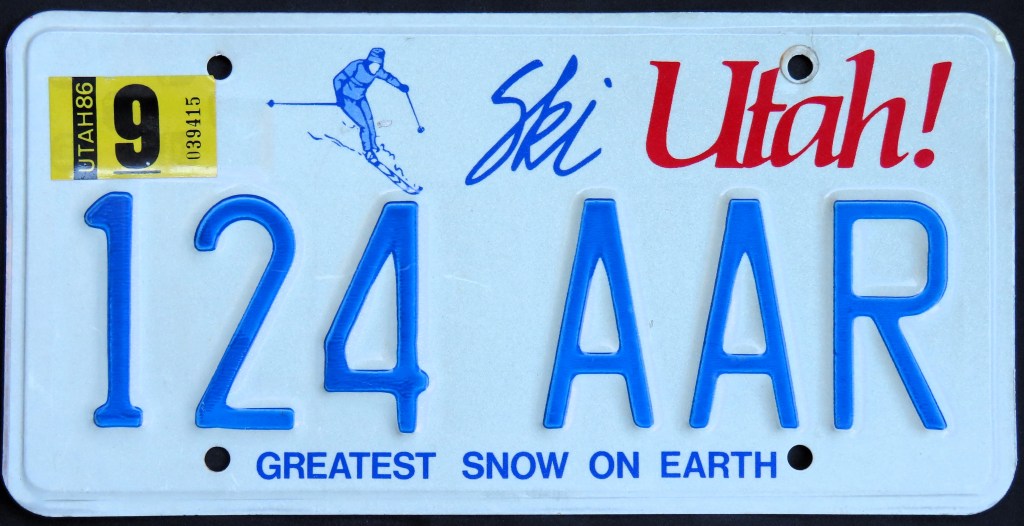 UTAH86
9
039415
Ski Utah!
124 AAR
GREATEST SNOW ON EARTH